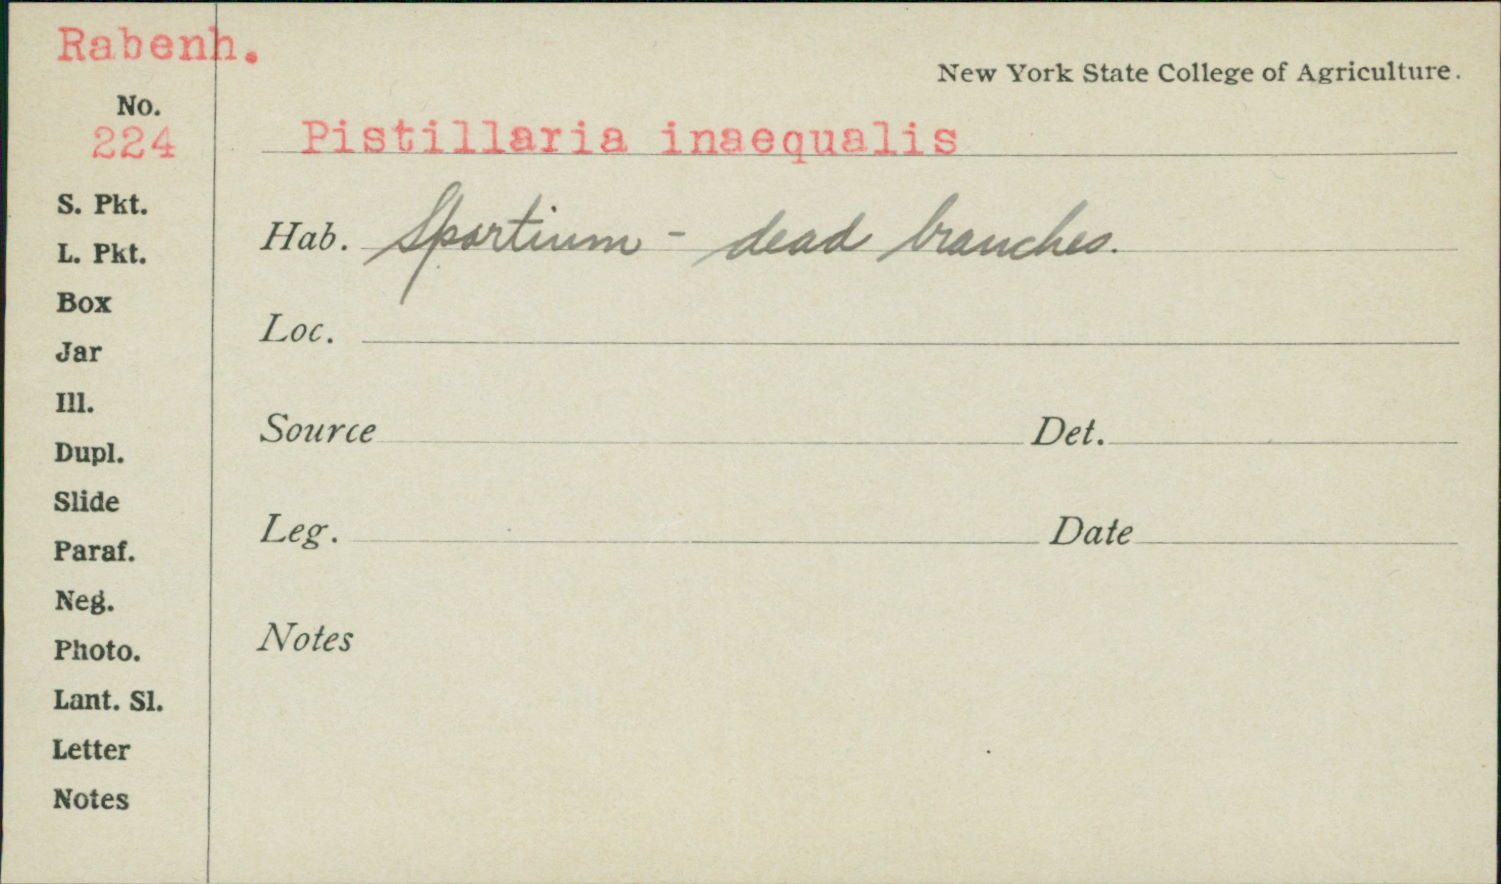 Rabenh.
New York State College of Agriculture.
No.
224
Pistillaria inaequalis
S. Pkt.
Hab. Spartium - dead branches.
L. Pkt.
Box
Loc.
Jar
Ill.
Source Det.
Dupl.
Slide
Leg. Date
Paraf.
Neg.
Notes
Photo.
Lant. Sl.
Letter
Notes